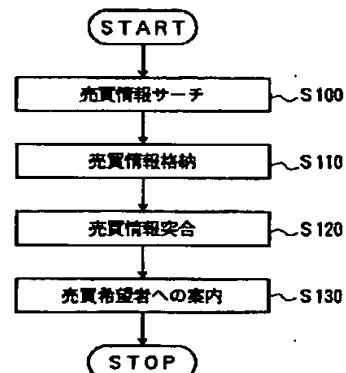 START
売買情報サーチ
S100
売買情報格納
S110
売買情報突合
S120
売買希望者への案内
S130
STOP